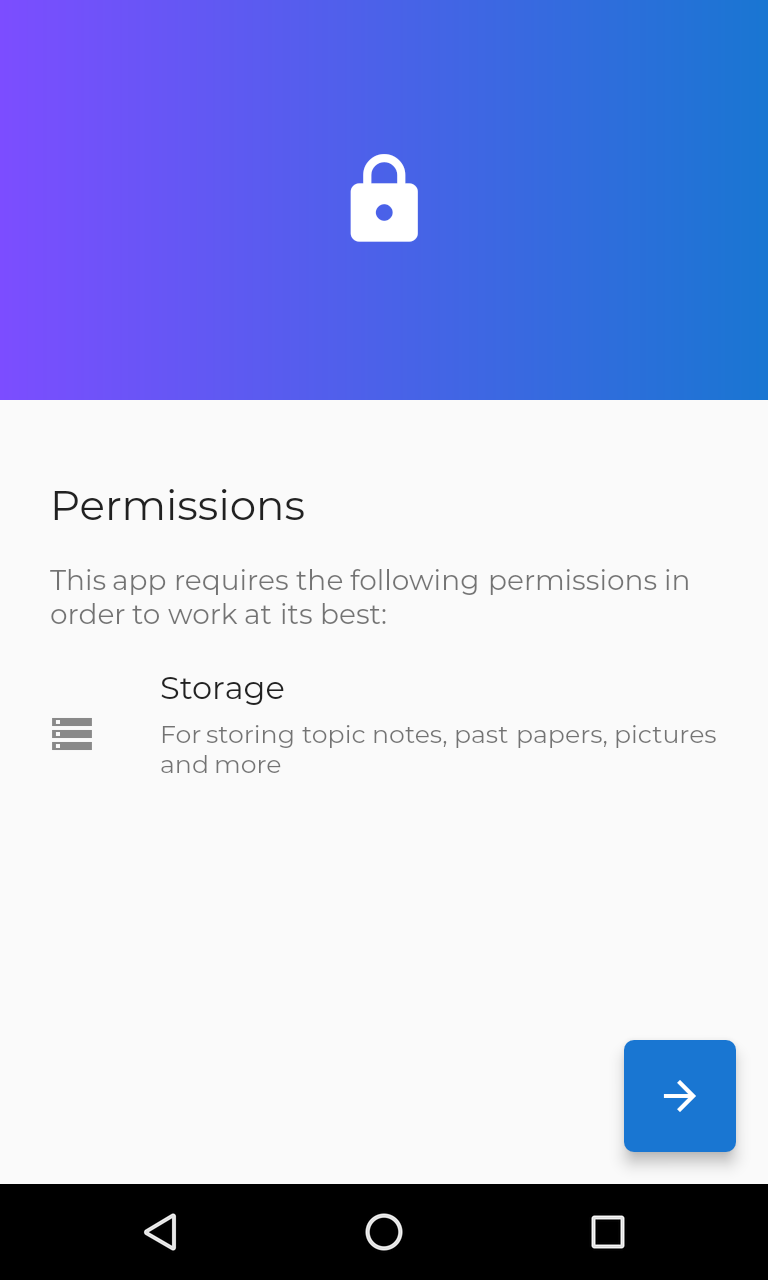 Permissions
This app requires the following permissions in
order to work at its best:
Storage
For storing topic notes, past papers, pictures
and more